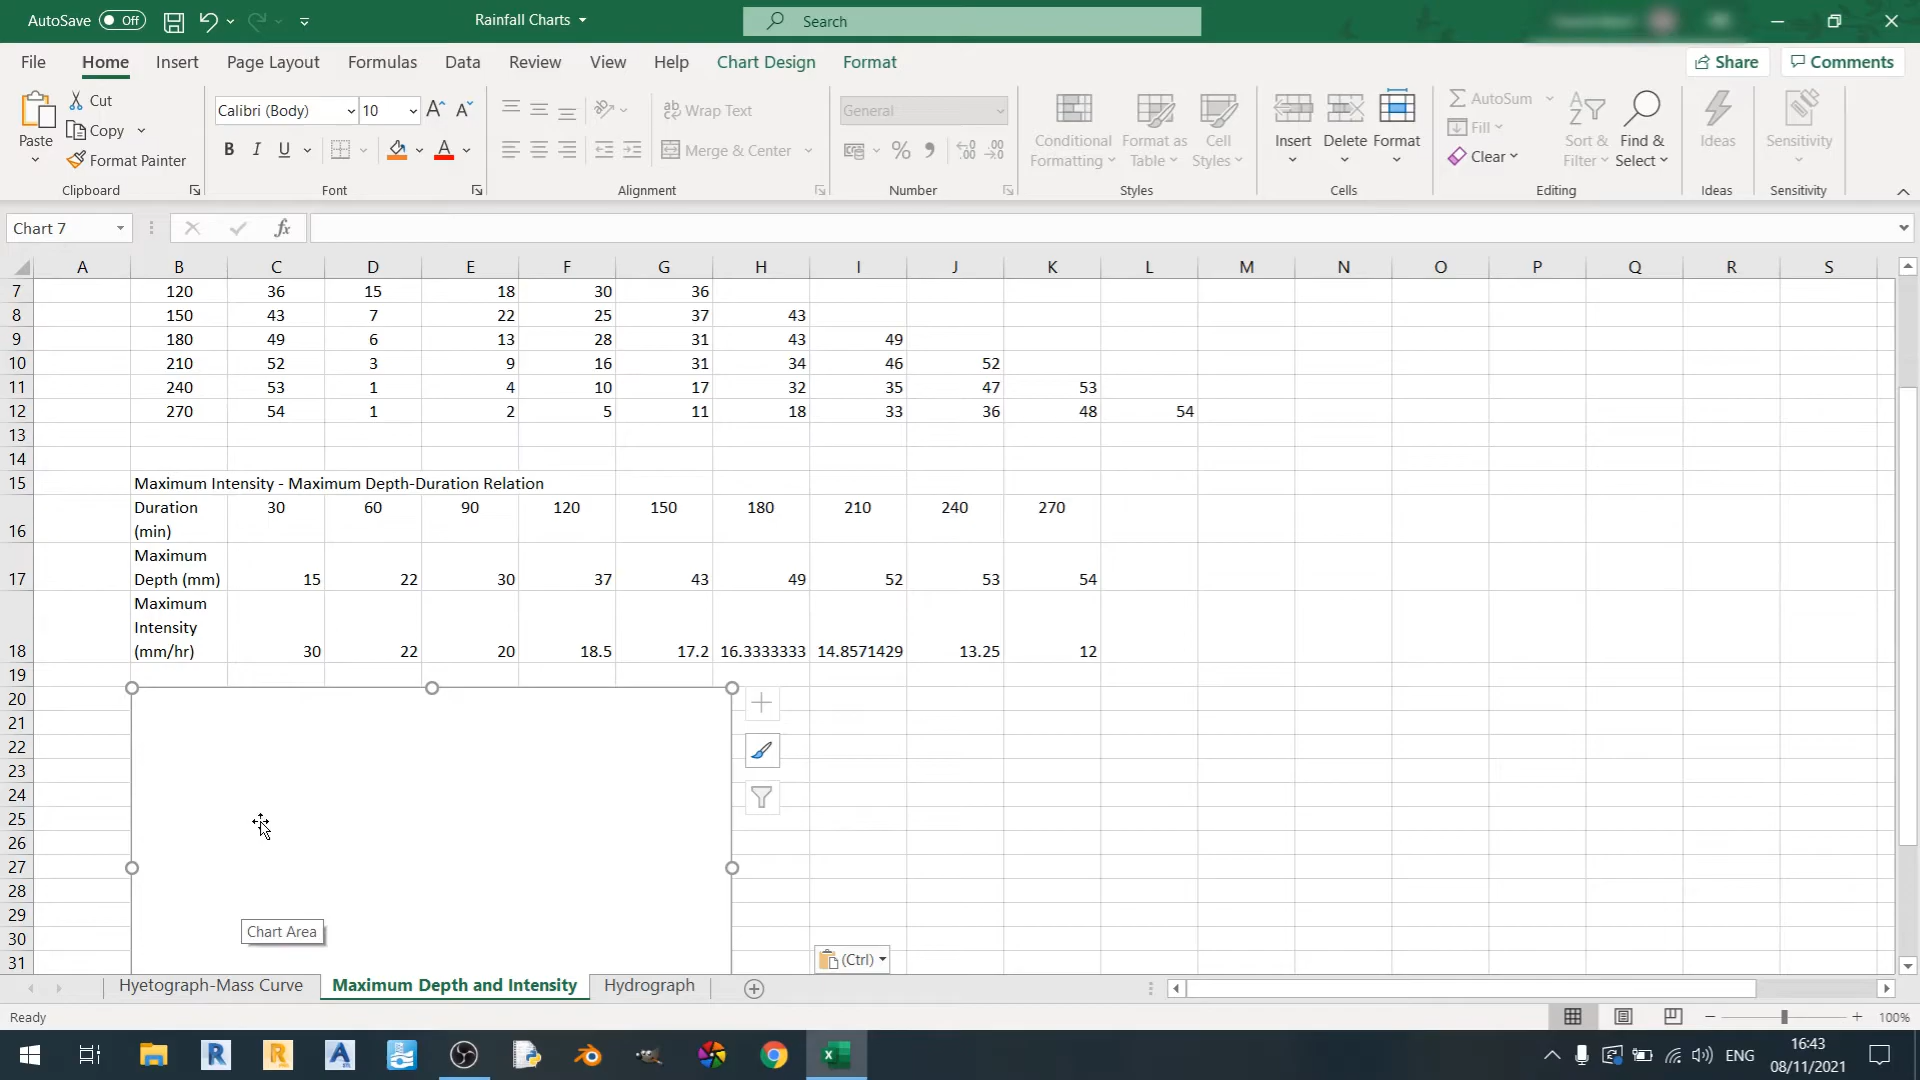 AutoSave Off Rainfall Charts Search
File Home Insert Page Layout Formulas Data Review View Help Chart Design Format Share Comments
Paste Cut Copy Format Painter Clipboard
Calibri (Body) 10 B I U A Font
ab Wrap Text Merge & Center Alignment
General % Number
Conditional Formatting Format as Table Cell Styles Styles
Insert Delete Format Cells
AutoSum Fill Clear Sort & Filter Find & Select Editing
Ideas Ideas
Sensitivity Sensitivity
Chart 7 fx
A B C D E F G H I J K L M N O P Q R S
7 120 36 15 18 30 36
8 150 43 7 22 25 37 43
9 180 49 6 13 28 31 43 49
10 210 52 3 9 16 31 34 46 52
11 240 53 1 4 10 17 32 35 47 53
12 270 54 1 2 5 11 18 33 36 48 54
13
14
15 Maximum Intensity - Maximum Depth-Duration Relation
16 Duration (min) 30 60 90 120 150 180 210 240 270
17 Maximum Depth (mm) 15 22 30 37 43 49 52 53 54
18 Maximum Intensity (mm/hr) 30 22 20 18.5 17.2 16.3333333 14.8571429 13.25 12
19
20
21
22
23
24
25
26
27
28
29
30 Chart Area
31 (Ctrl)
Hyetograph-Mass Curve Maximum Depth and Intensity Hydrograph
Ready 100%
ENG 16:43
08/11/2021